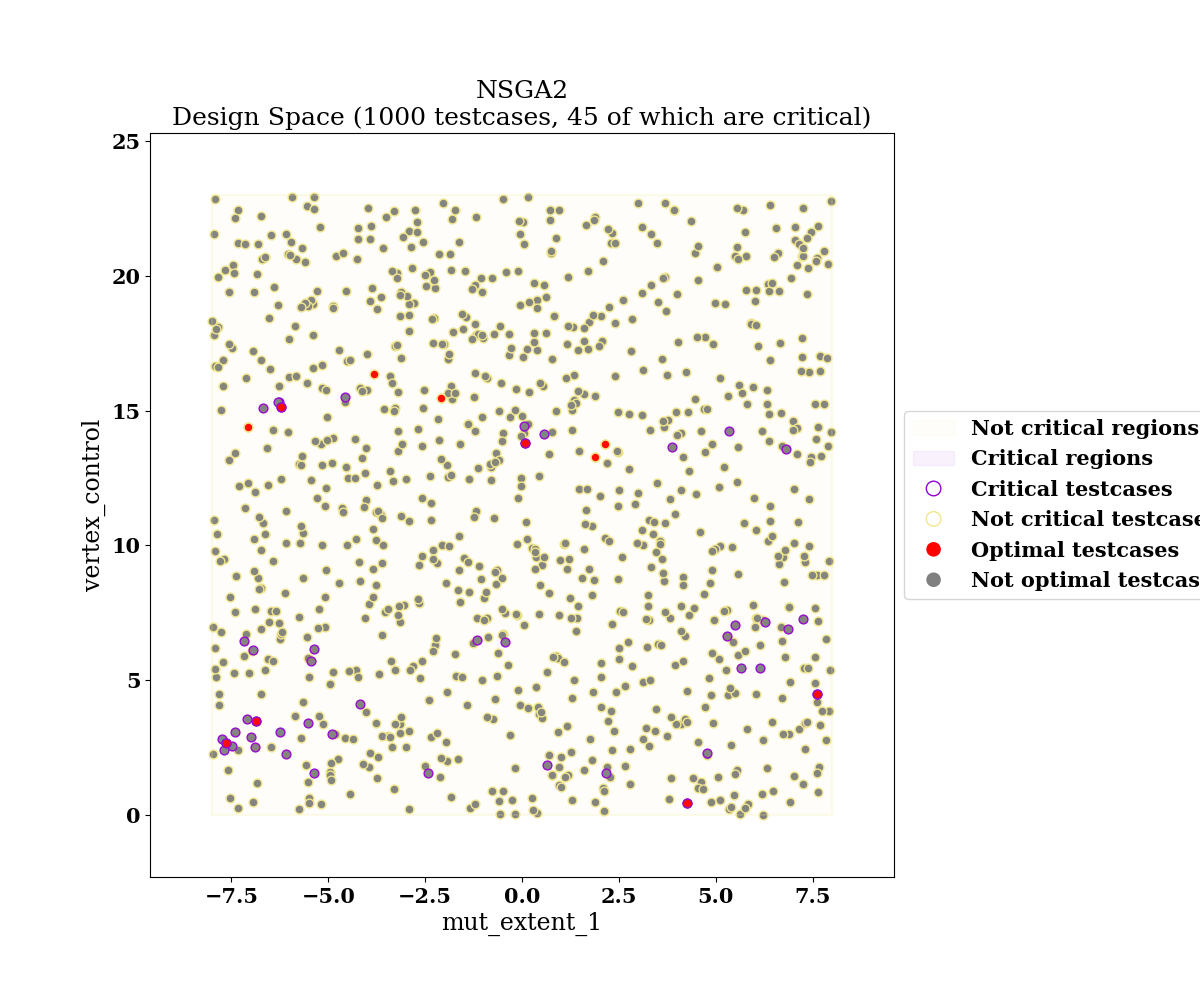 NSGA2
Design Space (1000 testcases, 45 of which are critical)
25
20
15
10
5
0
vertex_control
−7.5 −5.0 −2.5 0.0 2.5 5.0 7.5
mut_extent_1
Not critical regions
Critical regions
Critical testcases
Not critical testcase
Optimal testcases
Not optimal testcas